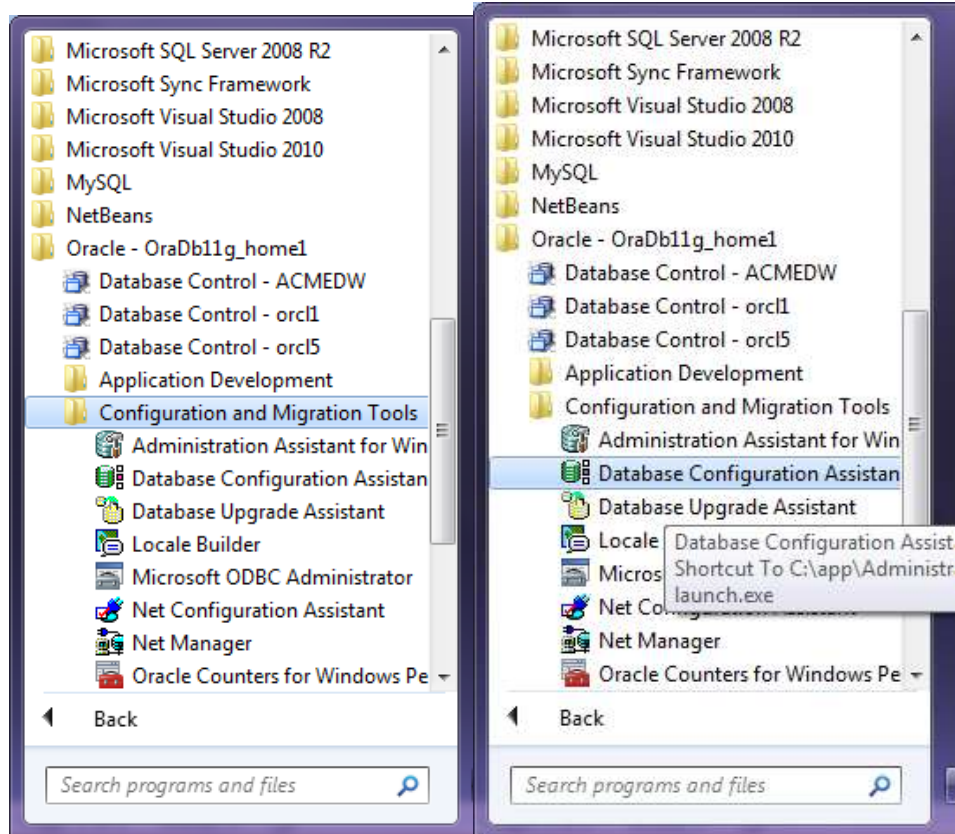 Microsoft SQL Server 2008 R2
Microsoft Sync Framework
Microsoft Visual Studio 2008
Microsoft Visual Studio 2010
MySQL
NetBeans
Oracle - OraDb11g_home1
Database Control - ACMEDW
Database Control - orcl1
Database Control - orcl5
Application Development
Configuration and Migration Tools
Administration Assistant for Win
Database Configuration Assistan
Database Upgrade Assistant
Locale Builder
Microsoft ODBC Administrator
Net Configuration Assistant
Net Manager
Oracle Counters for Windows Pe
Back
Search programs and files
Microsoft SQL Server 2008 R2
Microsoft Sync Framework
Microsoft Visual Studio 2008
Microsoft Visual Studio 2010
MySQL
NetBeans
Oracle - OraDb11g_home1
Database Control - ACMEDW
Database Control - orcl1
Database Control - orcl5
Application Development
Configuration and Migration Tools
Administration Assistant for Win
Database Configuration Assistan
Database Upgrade Assistant
Locale
Database Configuration Assist
Micros
Shortcut To C:\app\Administra
launch.exe
Net
Net Manager
Oracle Counters for Windows Pe
Back
Search programs and files